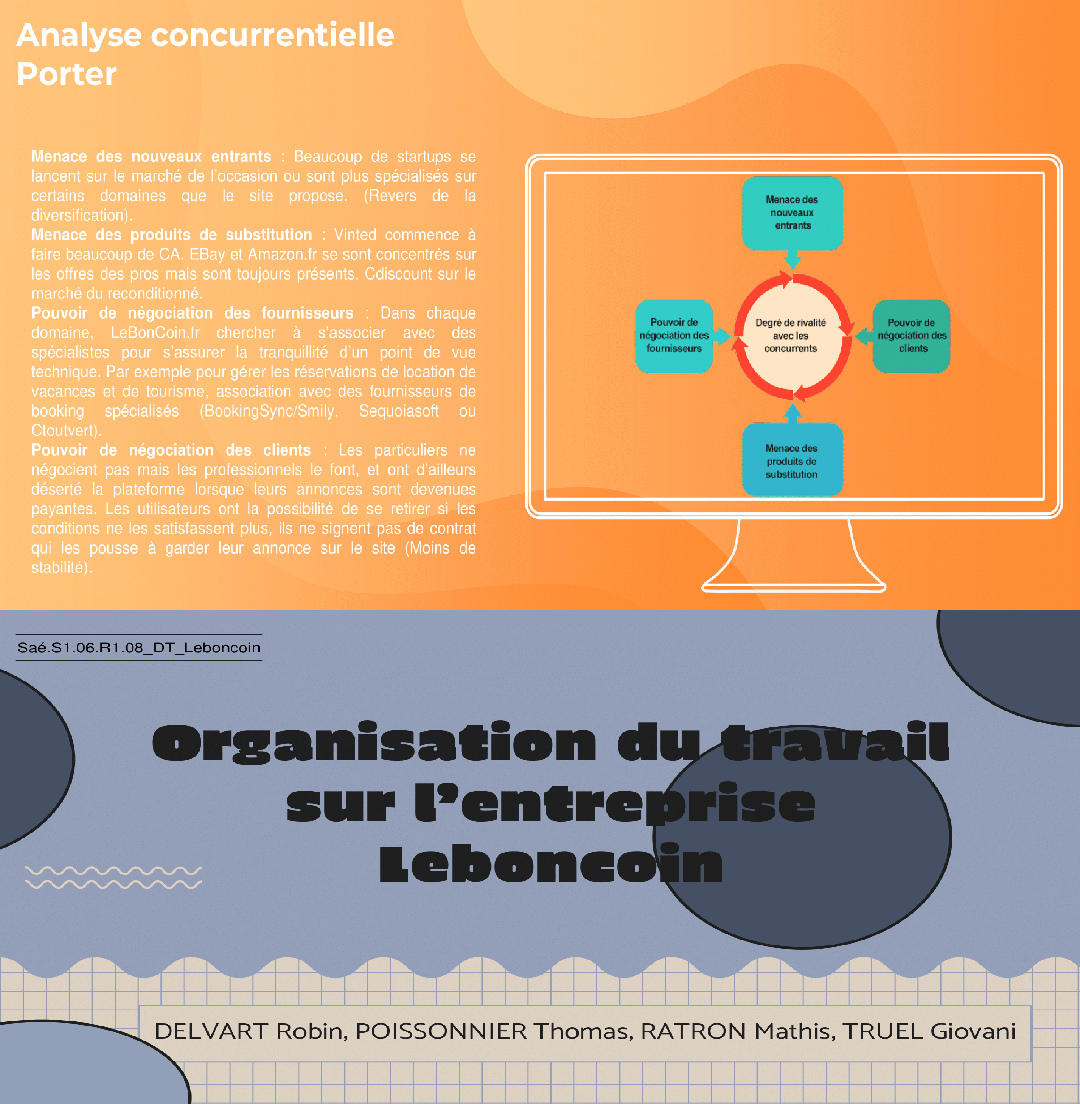 Analyse concurrentielle
Porter
Menace des nouveaux entrants : Beaucoup de startups se
lancent sur le marché de l'occasion ou sont plus spécialisés sur
certains domaines que le site propose. (Revers de la
diversification).
Menace des produits de substitution : Vinted commence à
faire beaucoup de CA. EBay et Amazon.fr se sont concentrés sur
les offres des pros mais sont toujours présents. Cdiscount sur le
marché du reconditionné.
Pouvoir de négociation des fournisseurs : Dans chaque
domaine, LeBonCoin.fr chercher à s'associer avec des
spécialistes pour s'assurer la tranquillité d'un point de vue
technique. Par exemple pour gérer les réservations de location de
vacances et de tourisme, association avec des fournisseurs de
booking spécialisés (BookingSync/Smily, Sequoiasoft ou
Ctoutvert).
Pouvoir de négociation des clients : Les particuliers ne
négocient pas mais les professionnels le font, et ont d'ailleurs
déserté la plateforme lorsque leurs annonces sont devenues
payantes. Les utilisateurs ont la possibilité de se retirer si les
conditions ne les satisfassent plus, ils ne signent pas de contrat
qui les pousse à garder leur annonce sur le site (Moins de
stabilité).
Menace des
nouveaux
entrants
Pouvoir de
négociation des
fournisseurs
Degré de rivalité
avec les
concurrents
Pouvoir de
négociation des
clients
Menace des
produits de
substitution
Saé.S1.06.R1.08_DT_Leboncoin
Organisation du travail
sur l'entreprise
Leboncoin
DELVART Robin, POISSONNIER Thomas, RATRON Mathis, TRUEL Giovani